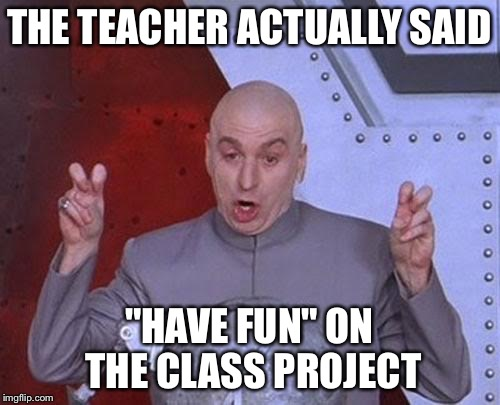 THE TEACHER ACTUALLY SAID
"HAVE FUN" ON
THE CLASS PROJECT
imgflip.com